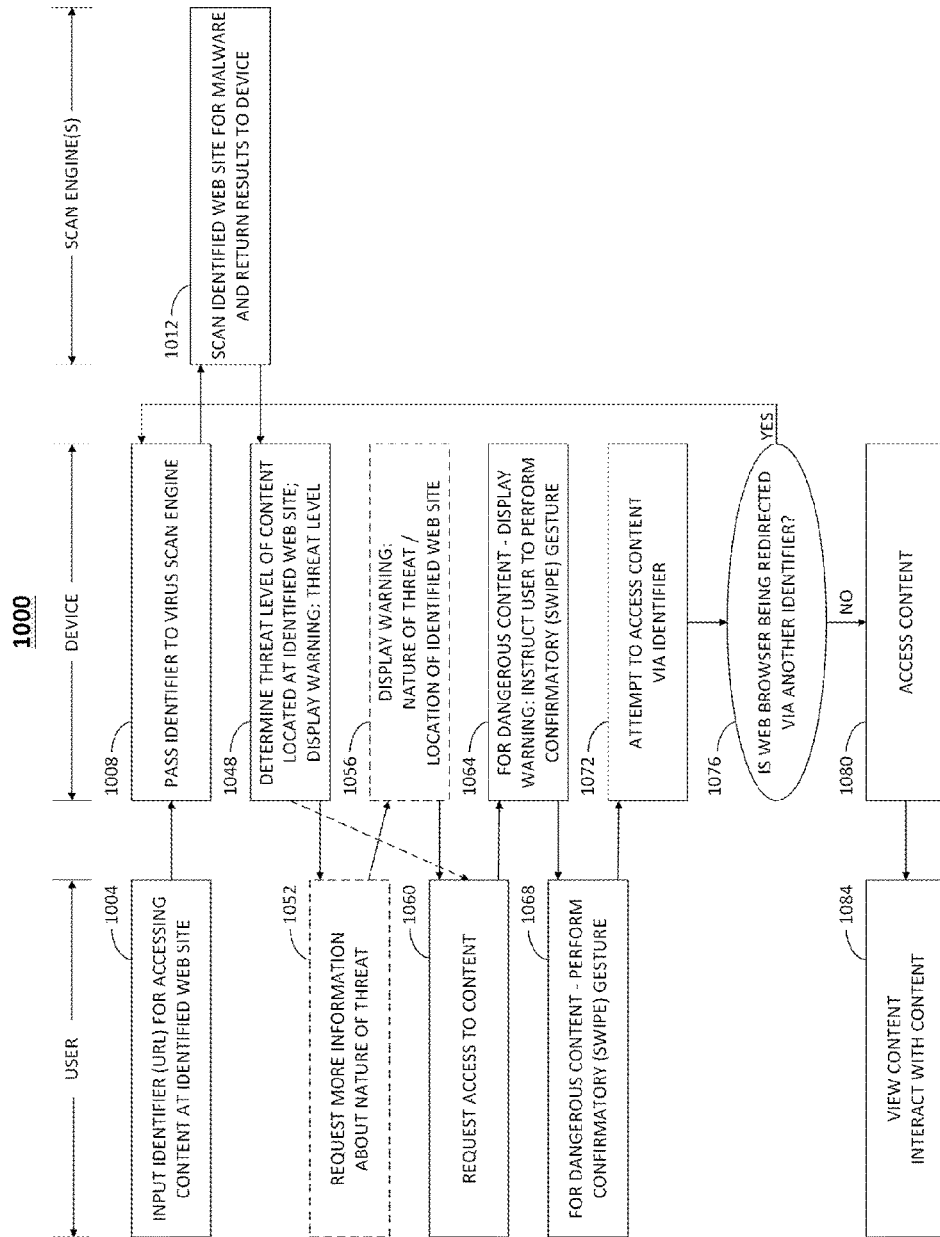 1000
USER
DEVICE
SCAN ENGINE(S)
1004
INPUT IDENTIFIER (URL) FOR ACCESSING
CONTENT AT IDENTIFIED WEB SITE
1008
PASS IDENTIFIER TO VIRUS SCAN ENGINE
1012
SCAN IDENTIFIED WEB SITE FOR MALWARE
AND RETURN RESULTS TO DEVICE
1048
DETERMINE THREAT LEVEL OF CONTENT
LOCATED AT IDENTIFIED WEB SITE;
DISPLAY WARNING: THREAT LEVEL
1052
REQUEST MORE INFORMATION
ABOUT NATURE OF THREAT
1056
DISPLAY WARNING:
NATURE OF THREAT /
LOCATION OF IDENTIFIED WEB SITE
1060
REQUEST ACCESS TO CONTENT
1064
FOR DANGEROUS CONTENT - DISPLAY
WARNING: INSTRUCT USER TO PERFORM
CONFIRMATORY (SWIPE) GESTURE
1068
FOR DANGEROUS CONTENT - PERFORM
CONFIRMATORY (SWIPE) GESTURE
1072
ATTEMPT TO ACCESS CONTENT
VIA IDENTIFIER
1076
IS WEB BROWSER BEING REDIRECTED
VIA ANOTHER IDENTIFIER?
YES
NO
1080
ACCESS CONTENT
1084
VIEW CONTENT
INTERACT WITH CONTENT